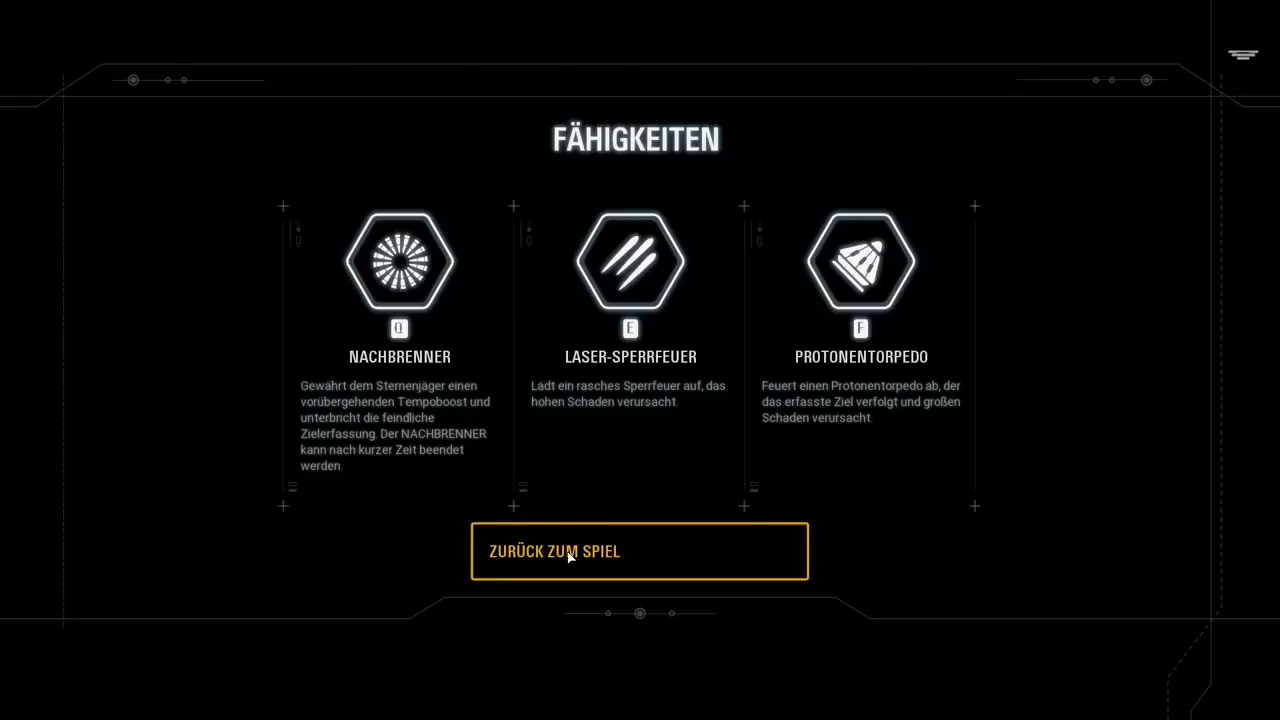 FÄHIGKEITEN
Q
NACHBRENNER
Gewährt dem Sternenjäger einen
vorübergehenden Tempoboost und
unterbricht die feindliche
Zielerfassung. Der NACHBRENNER
kann nach kurzer Zeit beendet
werden.
E
LASER-SPERRFEUER
Lädt ein rasches Sperrfeuer auf, das
hohen Schaden verursacht.
F
PROTONENTORPEDO
Feuert einen Protonentorpedo ab, der
das erfasste Ziel verfolgt und großen
Schaden verursacht.
ZURÜCK ZUM SPIEL